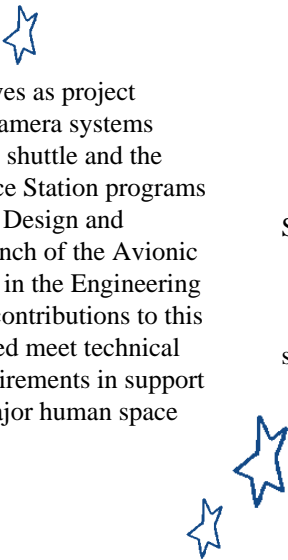 yes as project
amera systems
shuttle and the
ce Station programs
Design and
nch of the Avionic
in the Engineering
contributions to this
ed meet technical
irements in support
ajor human space
S
s